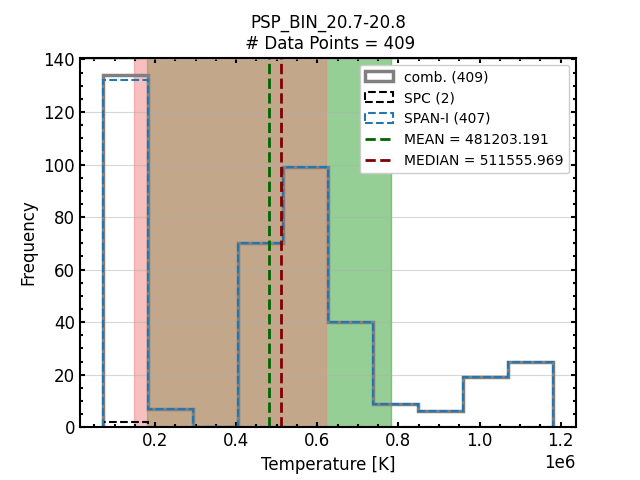 PSP_BIN_20.7-20.8
# Data Points = 409
comb. (409)
SPC (2)
SPAN-I (407)
MEAN = 481203.191
MEDIAN = 511555.969
Frequency
140
120
100
80
60
40
20
0
0.2 0.4 0.6 0.8 1.0 1.2
1e6
Temperature [K]